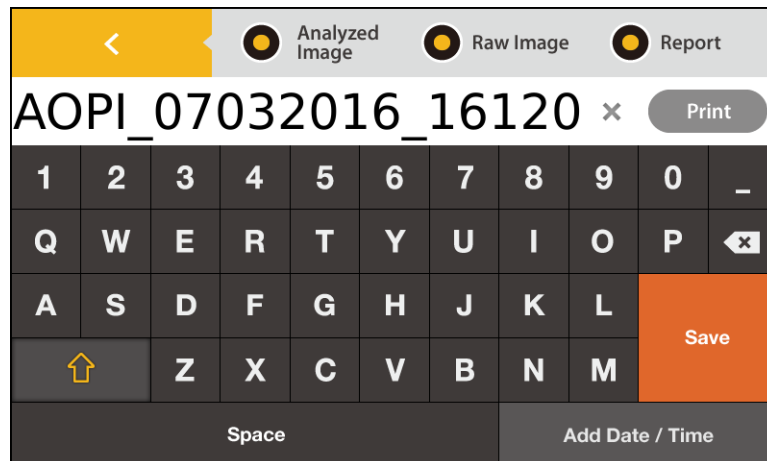 Analyzed Image Raw Image Report
AOPI_07032016_16120 × Print
1 2 3 4 5 6 7 8 9 0 _
Q W E R T Y U I O P
A S D F G H J K L
Save
Z X C V B N M
Space Add Date / Time